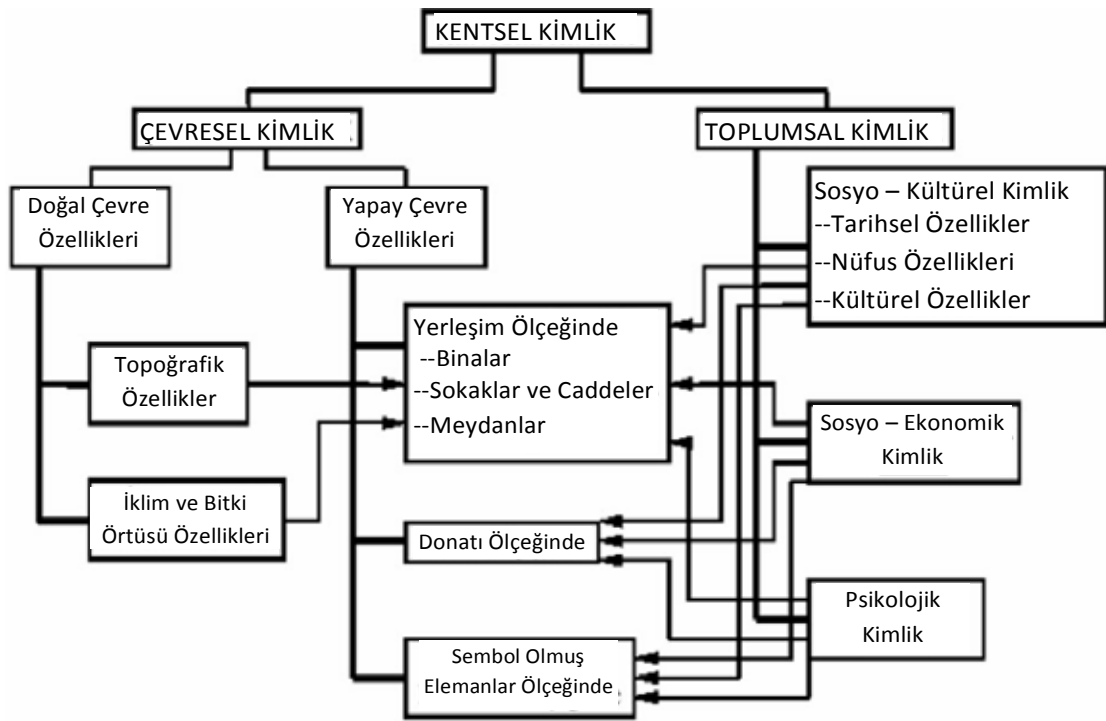 KENTSEL KİMLİK
ÇEVRESEL KİMLİK
TOPLUMSAL KİMLİK
Doğal Çevre
Özellikleri
Yapay Çevre
Özellikleri
Sosyo – Kültürel Kimlik
--Tarihsel Özellikler
--Nüfus Özellikleri
--Kültürel Özellikler
Yerleşim Ölçeğinde
--Binalar
--Sokaklar ve Caddeler
--Meydanlar
Topoğrafik
Özellikler
Sosyo – Ekonomik
Kimlik
İklim ve Bitki
Örtüsü Özellikleri
Donatı Ölçeğinde
Psikolojik
Kimlik
Sembol Olmuş
Elemanlar Ölçeğinde